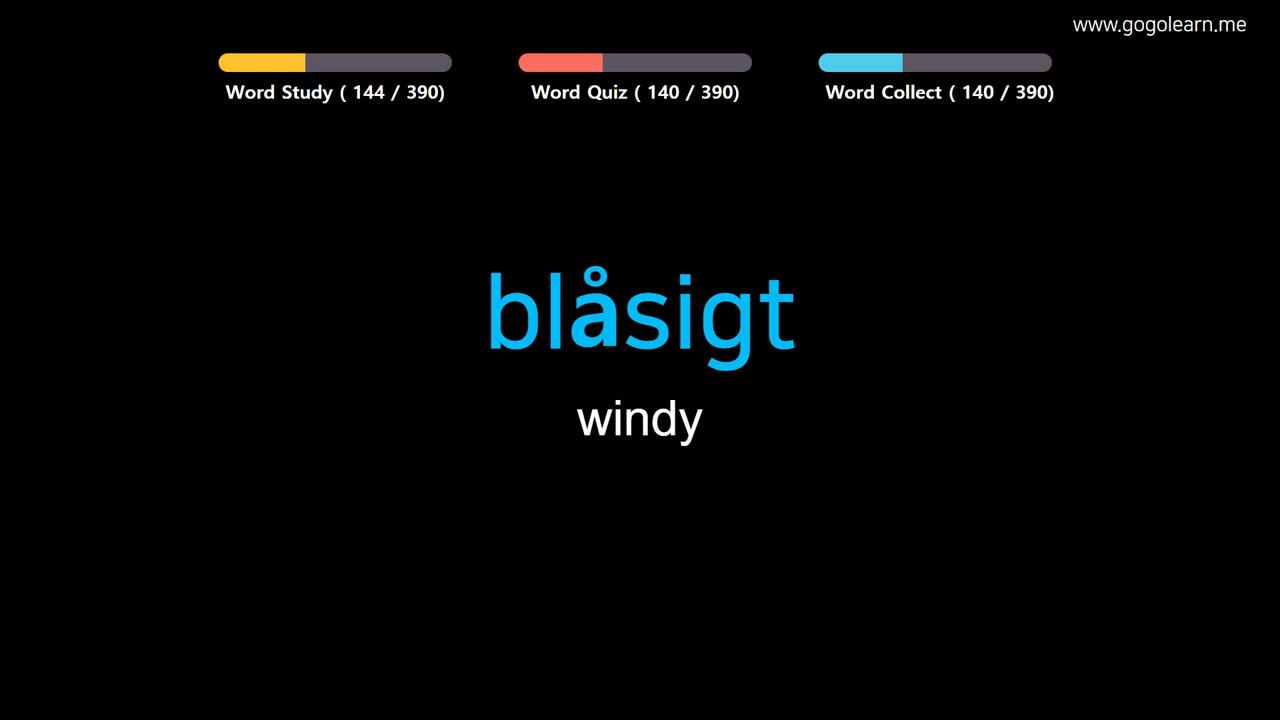 www.gogolearn.me
Word Study ( 144 / 390)
Word Quiz ( 140 / 390)
Word Collect ( 140 / 390)
blåsigt
windy